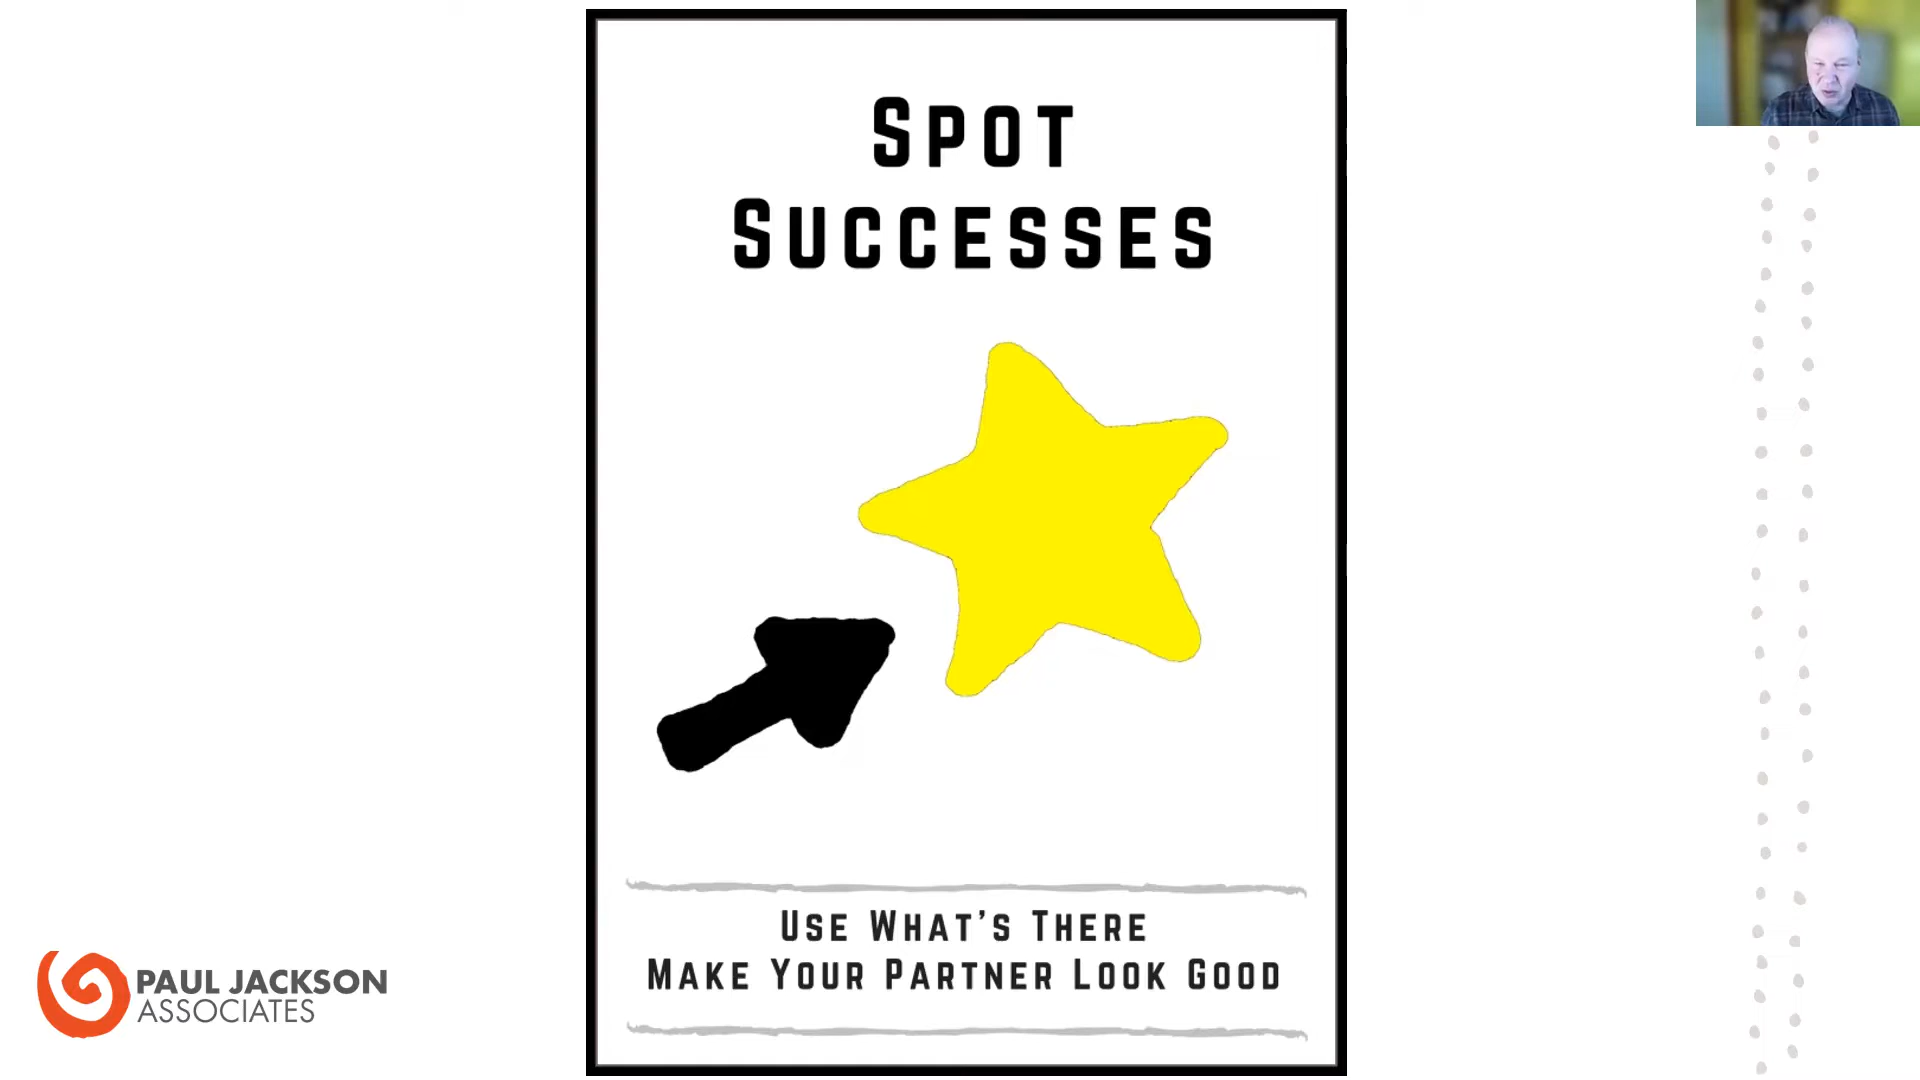 Spot
Successes
Use What's There
Make Your Partner Look Good
PAUL JACKSON
ASSOCIATES